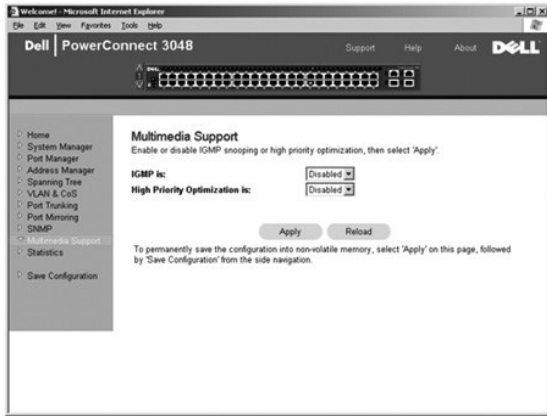 Welcome! - Microsoft Internet Explorer
File Edit View Favorites Tools Help
Dell | PowerConnect 3048
Support Help About DELL
Home
System Manager
Port Manager
Address Manager
Spanning Tree
VLAN & CoS
Port Trunking
Port Mirroring
SNMP
Multimedia Support
Statistics
Save Configuration
Multimedia Support
Enable or disable IGMP snooping or high priority optimization, then select 'Apply'.
IGMP is: Disabled
High Priority Optimization is: Disabled
Apply Reload
To permanently save the configuration into non-volatile memory, select 'Apply' on this page, followed
by 'Save Configuration' from the side navigation.